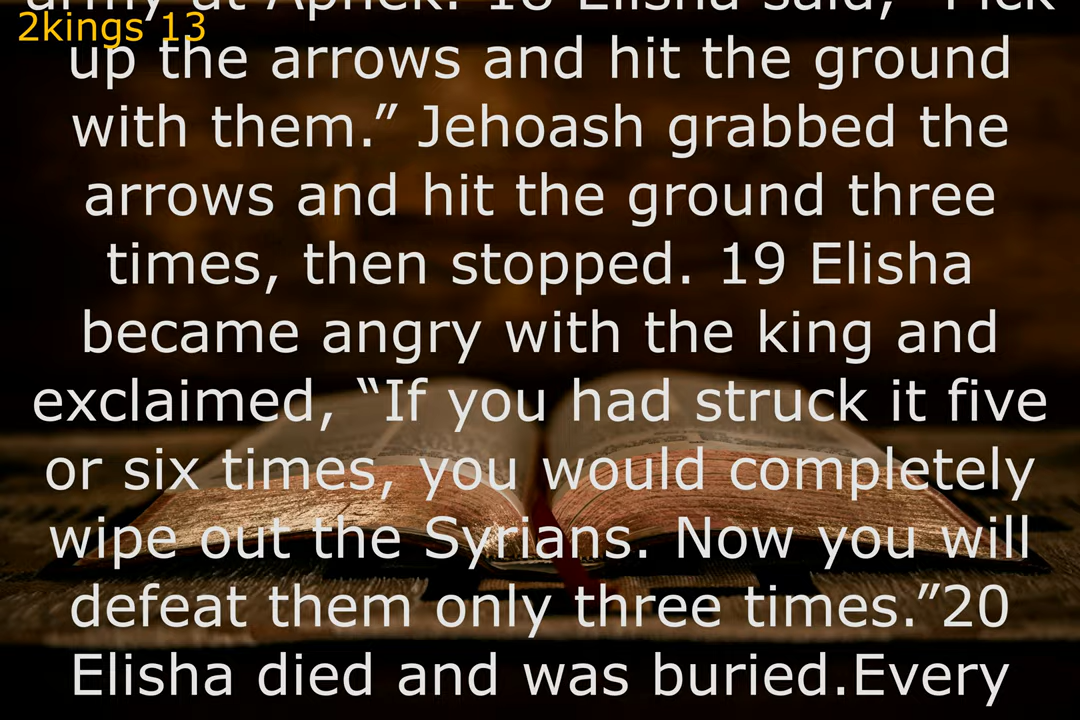 army at Aphek. 18 Elisha said, “Pick
2kings 13
up the arrows and hit the ground
with them.” Jehoash grabbed the
arrows and hit the ground three
times, then stopped. 19 Elisha
became angry with the king and
exclaimed, “If you had struck it five
or six times, you would completely
wipe out the Syrians. Now you will
defeat them only three times.”20
Elisha died and was buried.Every